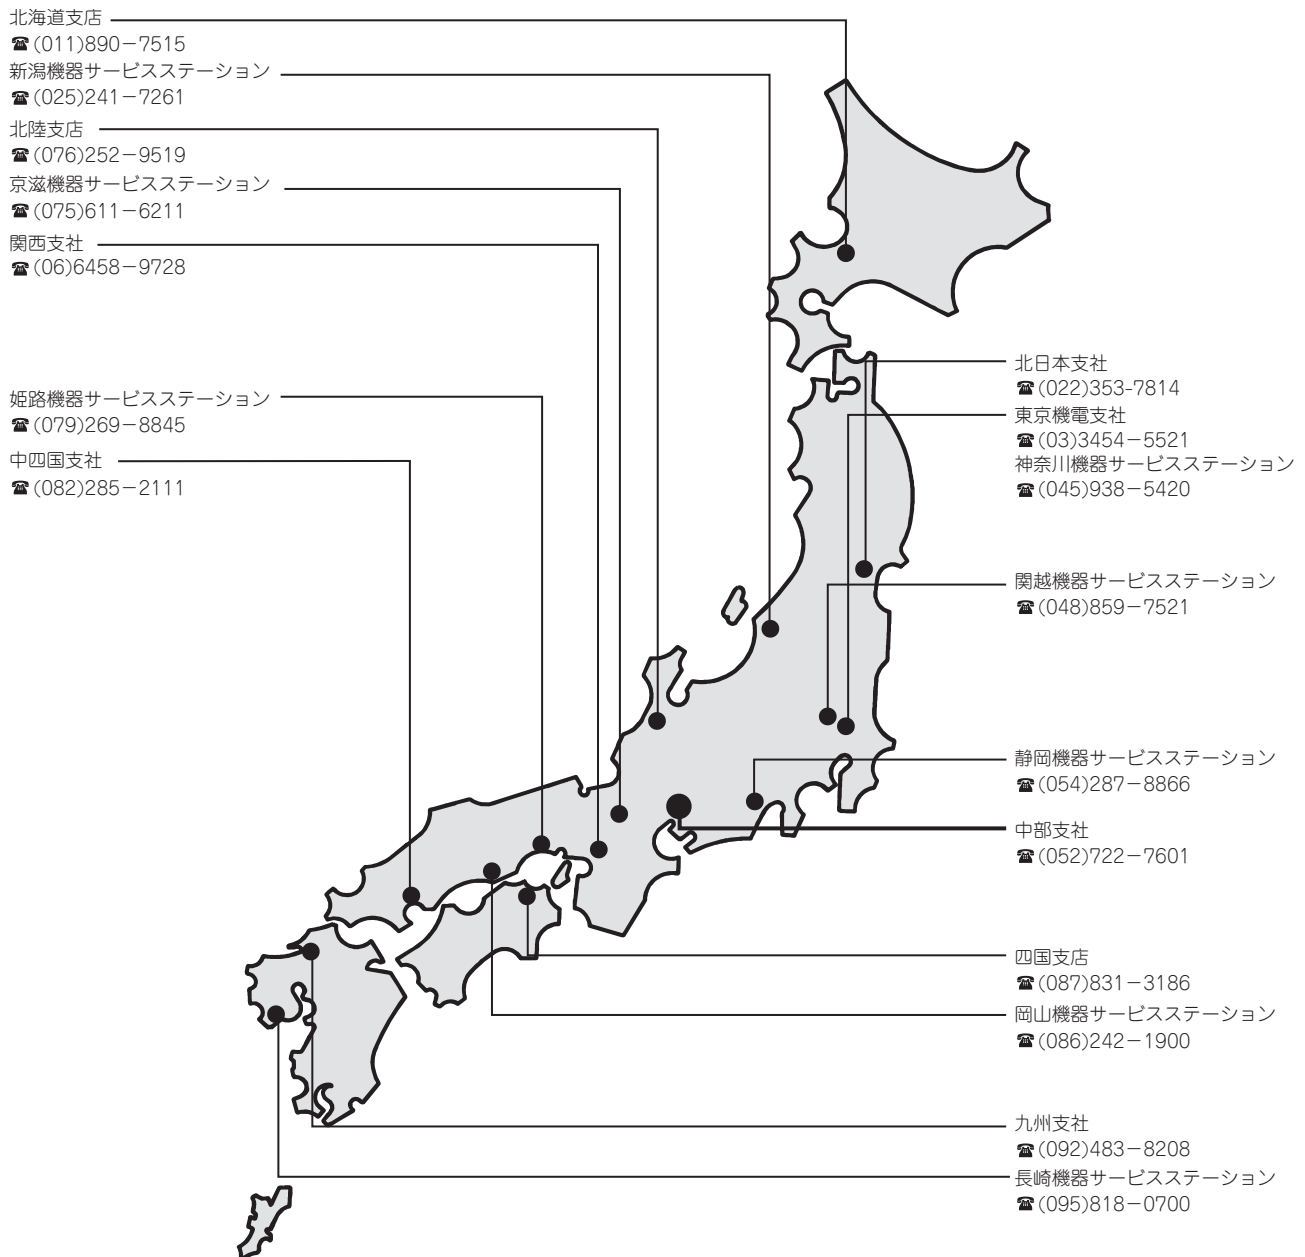 北海道支店
☎(011)890−7515
新潟機器サービスステーション
☎(025)241−7261
北陸支店
☎(076)252−9519
京滋機器サービスステーション
☎(075)611−6211
関西支社
☎(06)6458−9728
姫路機器サービスステーション
☎(079)269−8845
中四国支社
☎(082)285−2111
北日本支社
☎(022)353-7814
東京機電支社
☎(03)3454−5521
神奈川機器サービスステーション
☎(045)938−5420
関越機器サービスステーション
☎(048)859−7521
静岡機器サービスステーション
☎(054)287−8866
中部支社
☎(052)722−7601
四国支店
☎(087)831−3186
岡山機器サービスステーション
☎(086)242−1900
九州支社
☎(092)483−8208
長崎機器サービスステーション
☎(095)818−0700